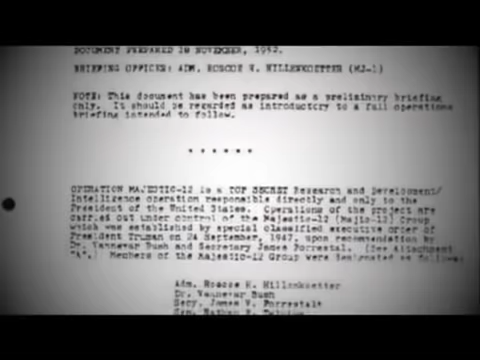 DOCUMENT PREPARED 18 NOVEMBER, 1952.
BRIEFING OFFICER: ADM. ROSCOE H. HILLENKOETTER (MJ-1)
NOTE: This document has been prepared as a preliminary briefing
only. It should be regarded as introductory to a full operations
briefing intended to follow.
* * * * * *
OPERATION MAJESTIC-12 is a TOP SECRET Research and Development/
Intelligence operation responsible directly and only to the
President of the United States. Operations of the project are
carried out under control of the Majestic-12 (Majic-12) Group
which was established by special classified executive order of
President Truman on 24 September, 1947, upon recommendation by
Dr. Vannevar Bush and Secretary James Forrestal. (See Attachment
"A".) Members of the Majestic-12 Group were designated as follows:
Adm. Roscoe H. Hillenkoetter
Dr. Vannevar Bush
Secy. James V. Forrestal*
Gen. Nathan F. Twining